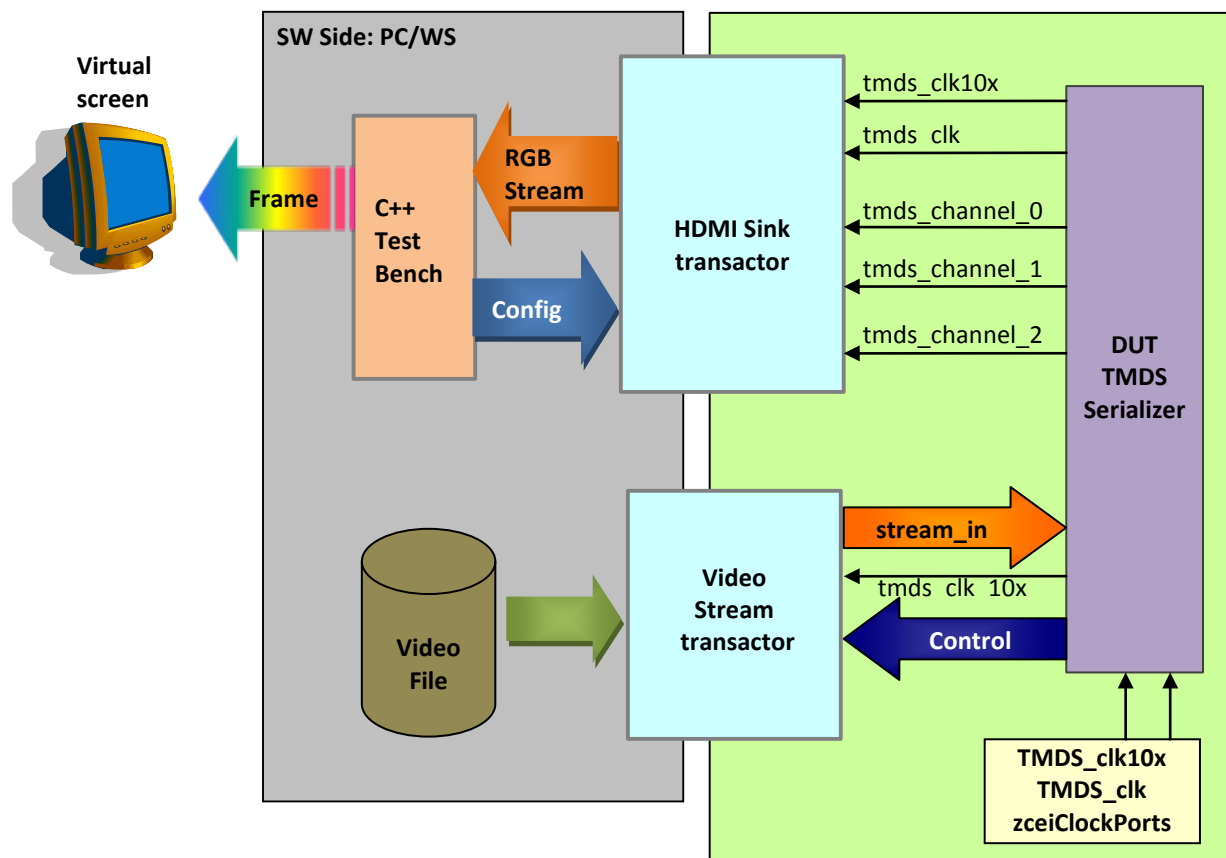 SW Side: PC/WS
Virtual
screen
Frame
C++
Test
Bench
RGB
Stream
Config
HDMI Sink
transactor
tmds_clk10x
tmds_clk
tmds_channel_0
tmds_channel_1
tmds_channel_2
DUT
TMDS
Serializer
Video
File
Video
Stream
transactor
stream_in
tmds_clk_10x
Control
TMDS_clk10x
TMDS_clk
zceiClockPorts